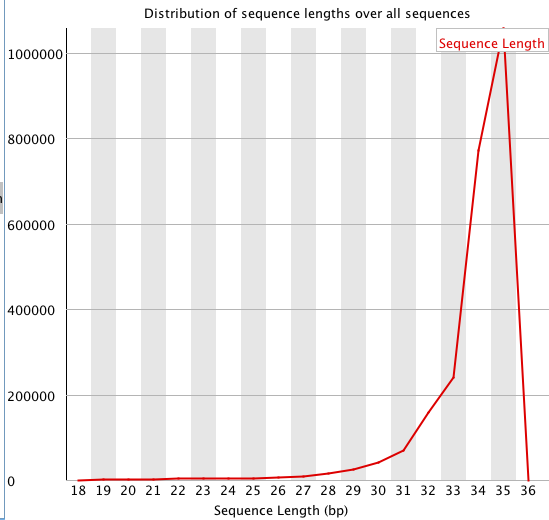 Distribution of sequence lengths over all sequences
Sequence Length
1000000
800000
600000
400000
200000
0
18 19 20 21 22 23 24 25 26 27 28 29 30 31 32 33 34 35 36
Sequence Length (bp)